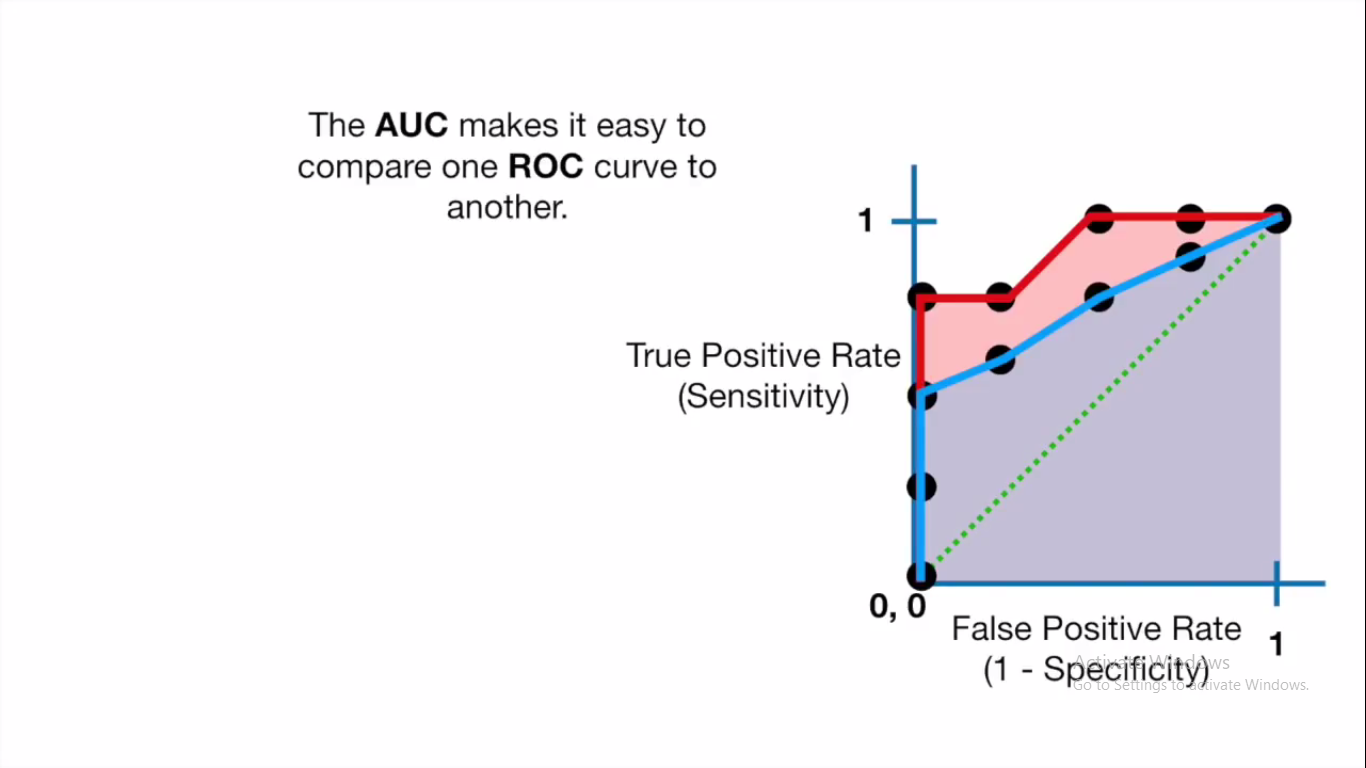 The AUC makes it easy to
compare one ROC curve to
another.
1
True Positive Rate
(Sensitivity)
0, 0
False Positive Rate
1
(1 - Specificity)
Activate Windows
Go to Settings to activate Windows.